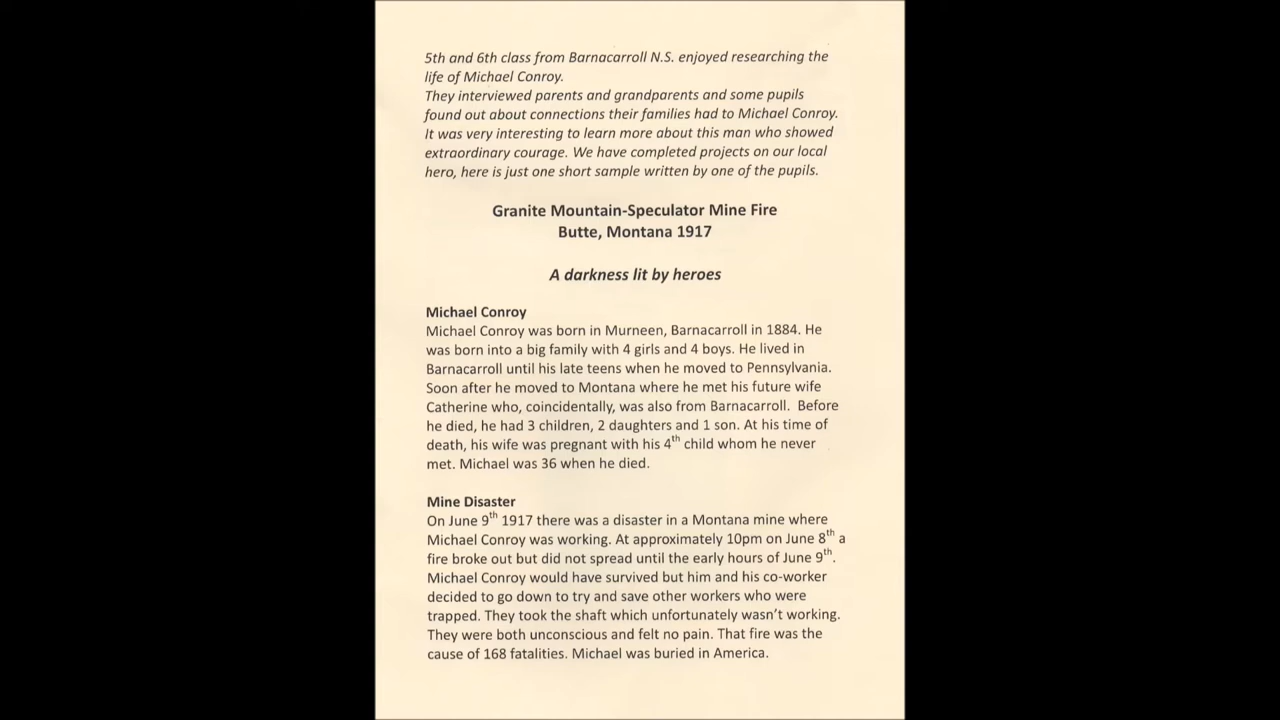 5th and 6th class from Barnacarroll N.S. enjoyed researching the
life of Michael Conroy.
They interviewed parents and grandparents and some pupils
found out about connections their families had to Michael Conroy.
It was very interesting to learn more about this man who showed
extraordinary courage. We have completed projects on our local
hero, here is just one short sample written by one of the pupils.
Granite Mountain-Speculator Mine Fire
Butte, Montana 1917
A darkness lit by heroes
Michael Conroy
Michael Conroy was born in Murneen, Barnacarroll in 1884. He
was born into a big family with 4 girls and 4 boys. He lived in
Barnacarroll until his late teens when he moved to Pennsylvania.
Soon after he moved to Montana where he met his future wife
Catherine who, coincidentally, was also from Barnacarroll. Before
he died, he had 3 children, 2 daughters and 1 son. At his time of
death, his wife was pregnant with his 4th child whom he never
met. Michael was 36 when he died.
Mine Disaster
On June 9th 1917 there was a disaster in a Montana mine where
Michael Conroy was working. At approximately 10pm on June 8th a
fire broke out but did not spread until the early hours of June 9th.
Michael Conroy would have survived but him and his co-worker
decided to go down to try and save other workers who were
trapped. They took the shaft which unfortunately wasn't working.
They were both unconscious and felt no pain. That fire was the
cause of 168 fatalities. Michael was buried in America.